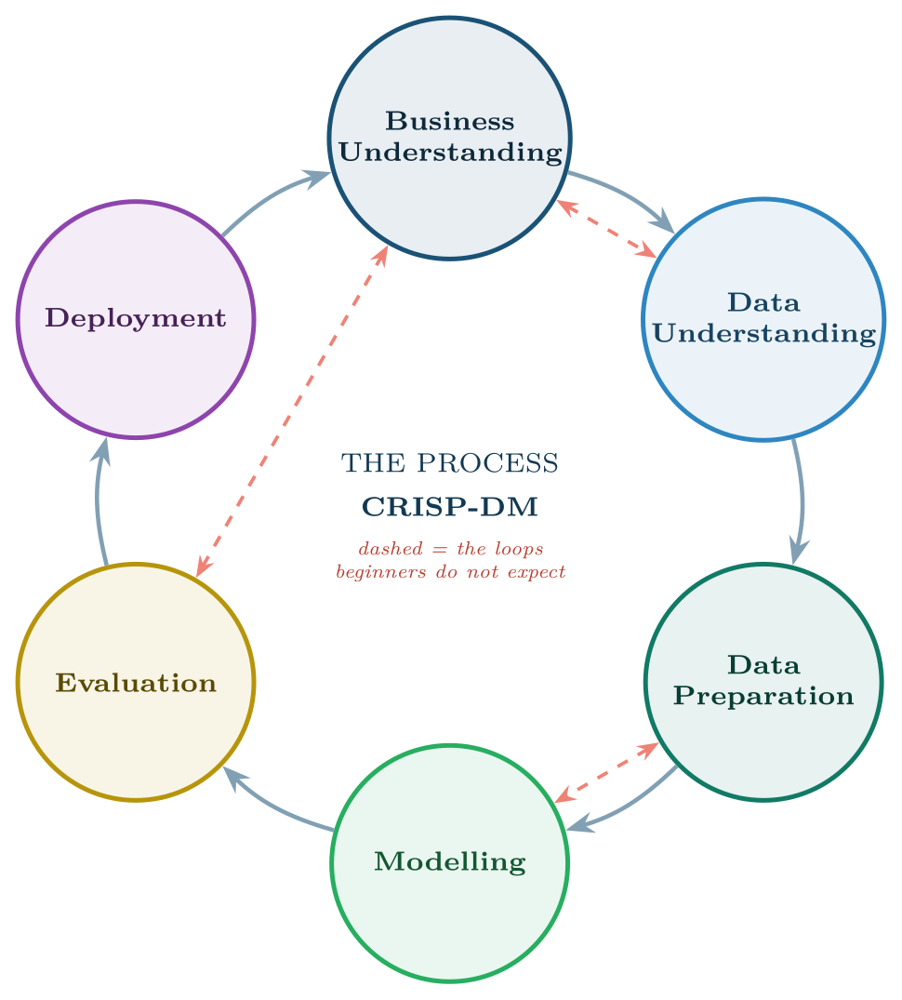 Business
Understanding
Data
Understanding
Deployment
THE PROCESS
CRISP-DM
dashed = the loops
beginners do not expect
Data
Preparation
Evaluation
Modelling